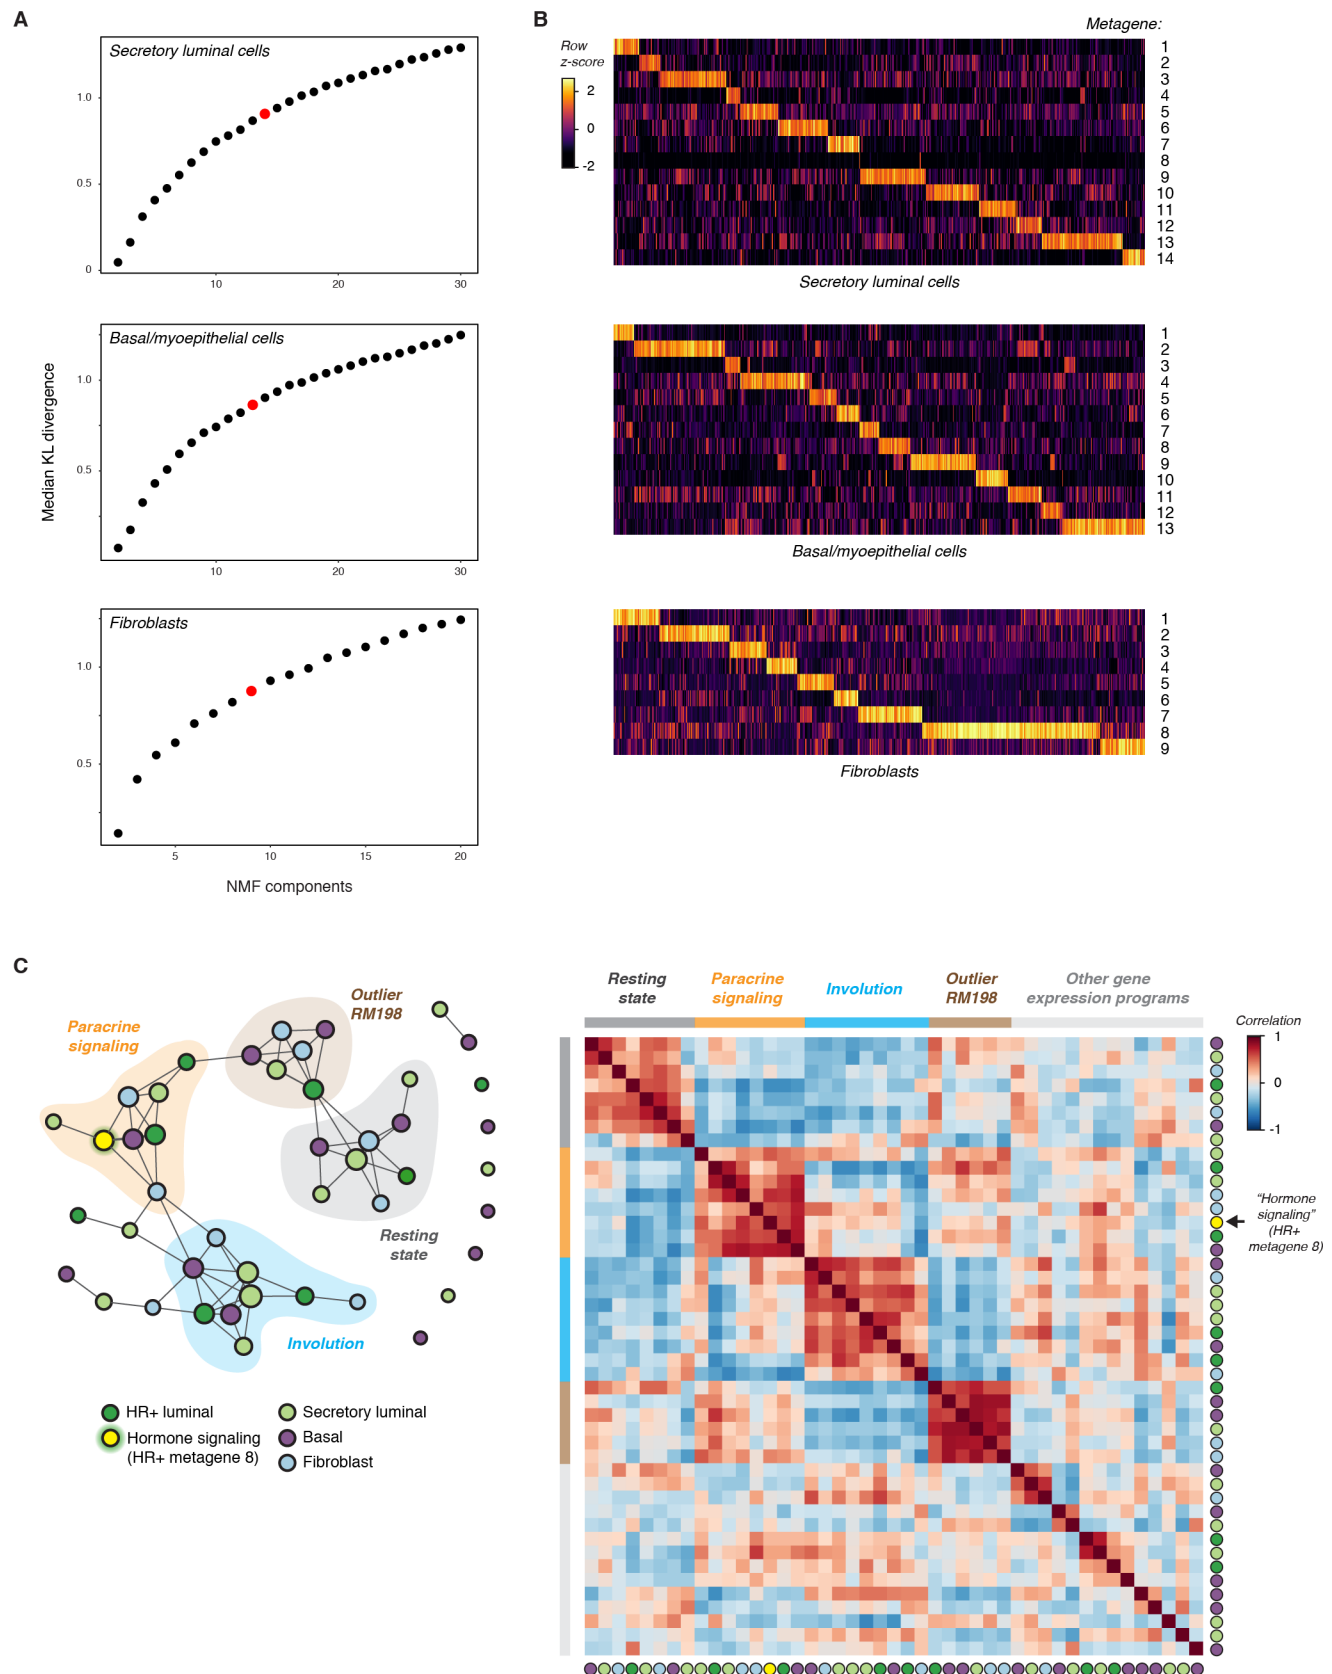 A
Secretory luminal cells
1.0
0.5
0
10
20
30
Basal/myoepithelial cells
1.0
0.5
10
20
30
Fibroblasts
1.0
0.5
5
10
15
20
Median KL divergence
NMF components
B
Row
z-score
2
0
-2
Metagene:
1
2
3
4
5
6
7
8
9
10
11
12
13
14
Secretory luminal cells
1
2
3
4
5
6
7
8
9
10
11
12
13
Basal/myoepithelial cells
1
2
3
4
5
6
7
8
9
Fibroblasts
C
Paracrine
signaling
Outlier
RM198
Resting
state
Involution
HR+ luminal
Hormone signaling
(HR+ metagene 8)
Secretory luminal
Basal
Fibroblast
Resting
state
Paracrine
signaling
Involution
Outlier
RM198
Other gene
expression programs
Correlation
1
0
-1
“Hormone
signaling”
(HR+
metagene 8)